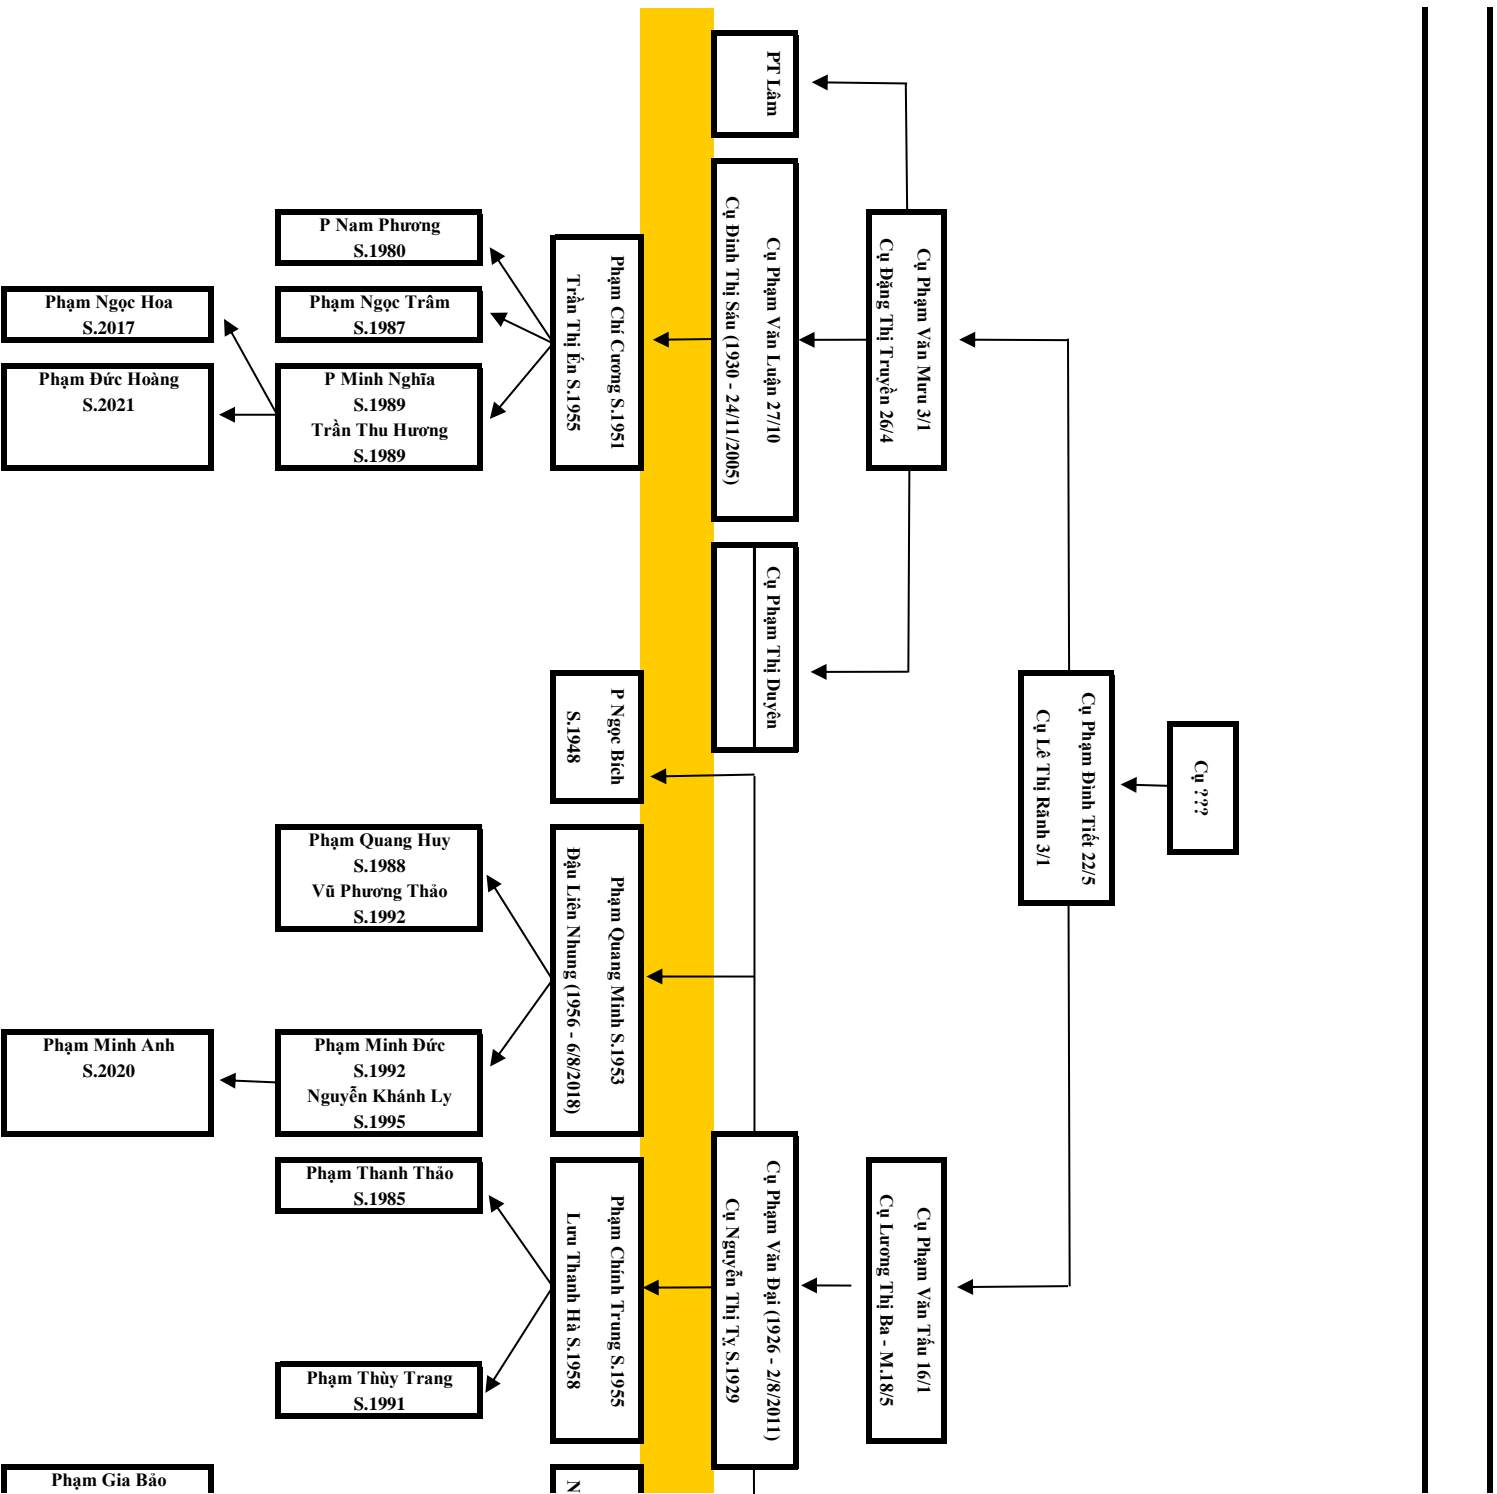 PT Lâm
Cụ Phạm Văn Luận 27/10
Cụ Đinh Thị Sáu (1930 - 24/11/2005)
Cụ Phạm Văn Mưu 3/1
Cụ Đặng Thị Truyền 26/4
P Nam Phương
S.1980
Phạm Chí Cương S.1951
Trần Thị Én S.1955
Phạm Ngọc Hoa
S.2017
Phạm Ngọc Trâm
S.1987
Phạm Đức Hoàng
S.2021
P Minh Nghĩa
S.1989
Trần Thu Hương
S.1989
Cụ Phạm Thị Duyên
P Ngọc Bích
S.1948
Cụ Phạm Đình Tiết 22/5
Cụ Lê Thị Rãnh 3/1
Cụ ???
Phạm Quang Huy
S.1988
Vũ Phương Thảo
S.1992
Phạm Quang Minh S.1953
Đậu Liên Nhung (1956 - 6/8/2018)
Phạm Minh Anh
S.2020
Phạm Minh Đức
S.1992
Nguyễn Khánh Ly
S.1995
Cụ Phạm Văn Đại (1926 - 2/8/2011)
Cụ Nguyễn Thị Tỵ S.1929
Cụ Phạm Văn Tấu 16/1
Cụ Lương Thị Ba - M.18/5
Phạm Thanh Thảo
S.1985
Phạm Chính Trung S.1955
Lưu Thanh Hà S.1958
Phạm Thùy Trang
S.1991
Phạm Gia Bảo
N